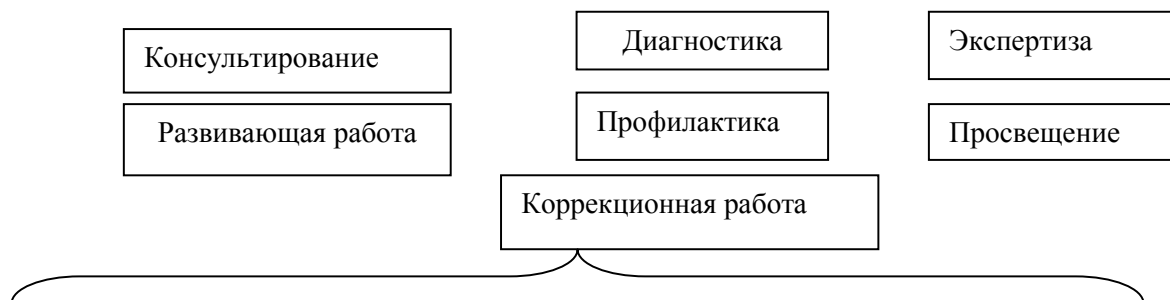 Консультирование
Диагностика
Экспертиза
Развивающая работа
Профилактика
Просвещение
Коррекционная работа